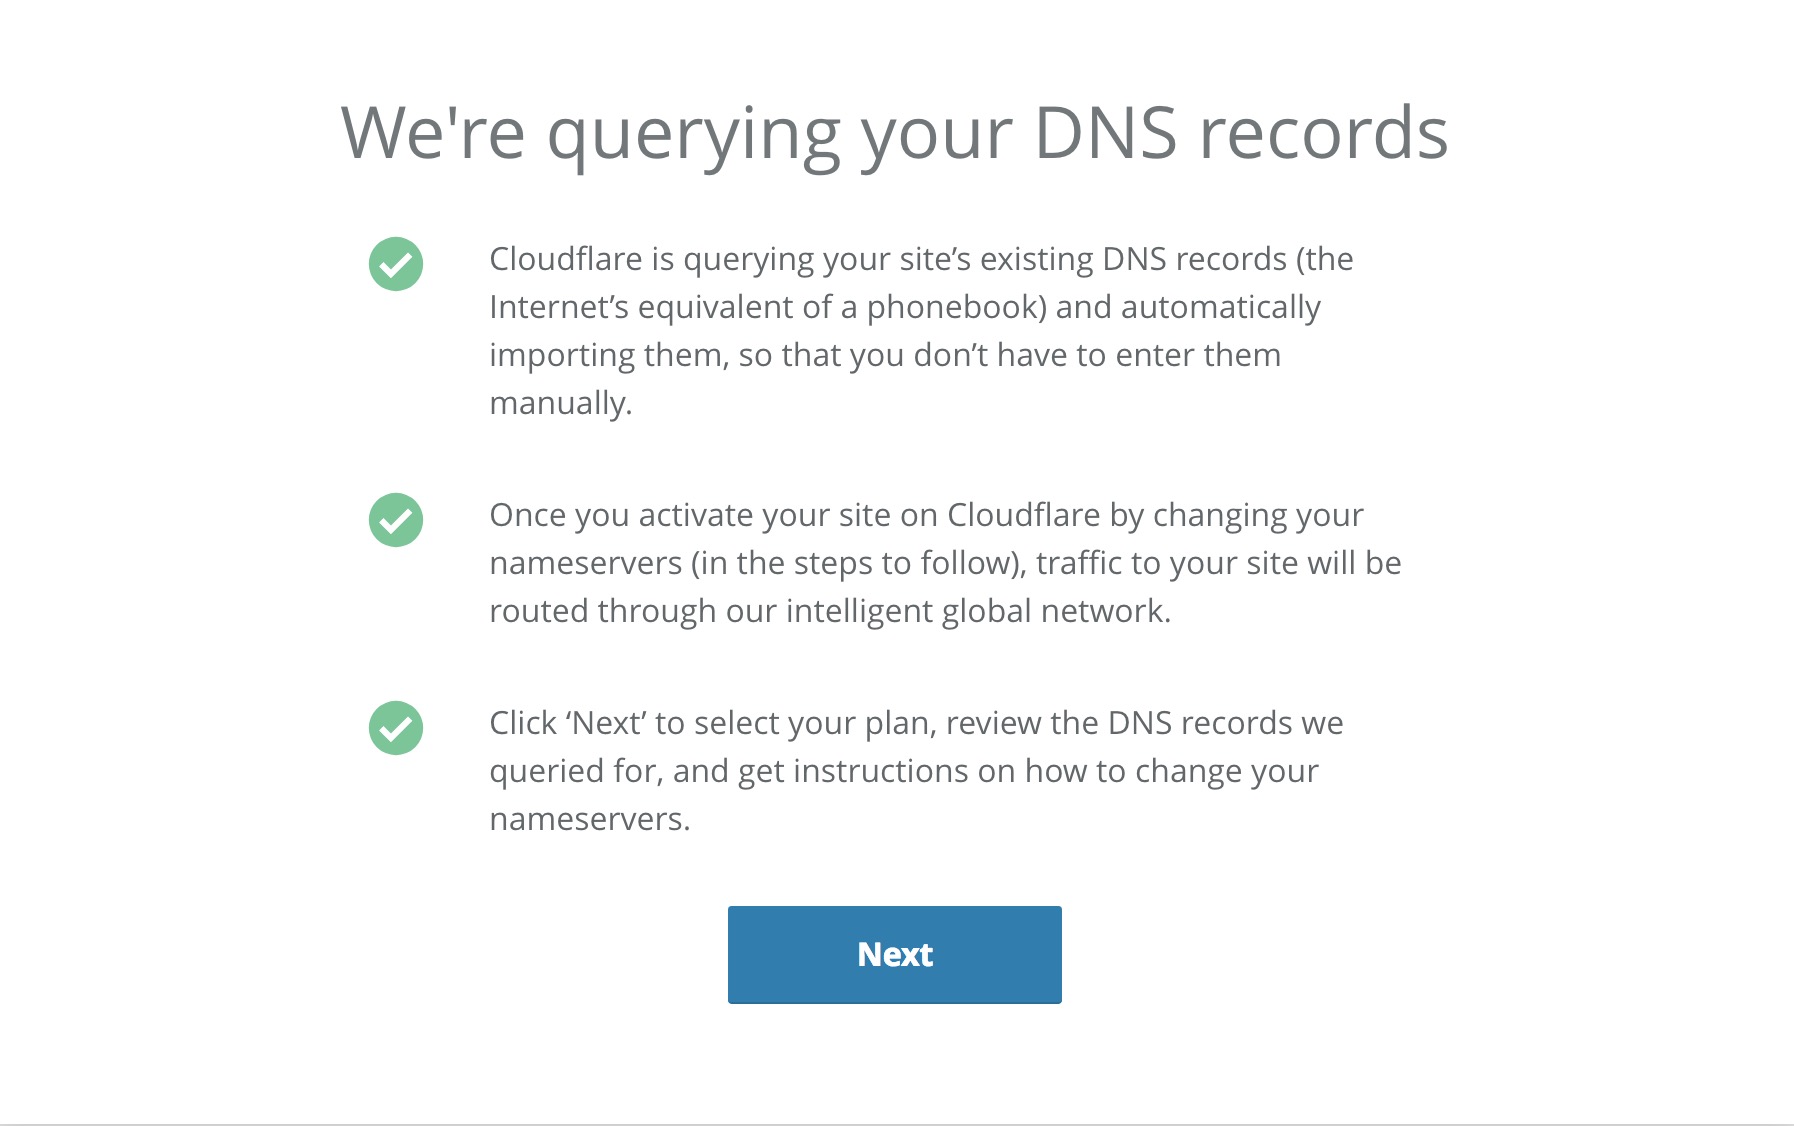 We're querying your DNS records
Cloudflare is querying your site’s existing DNS records (the
Internet’s equivalent of a phonebook) and automatically
importing them, so that you don’t have to enter them
manually.
Once you activate your site on Cloudflare by changing your
nameservers (in the steps to follow), traffic to your site will be
routed through our intelligent global network.
Click ‘Next’ to select your plan, review the DNS records we
queried for, and get instructions on how to change your
nameservers.
Next